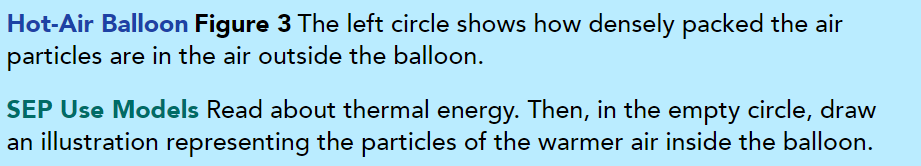 Hot-Air Balloon Figure 3 The left circle shows how densely packed the air
particles are in the air outside the balloon.
SEP Use Models Read about thermal energy. Then, in the empty circle, draw
an illustration representing the particles of the warmer air inside the balloon.